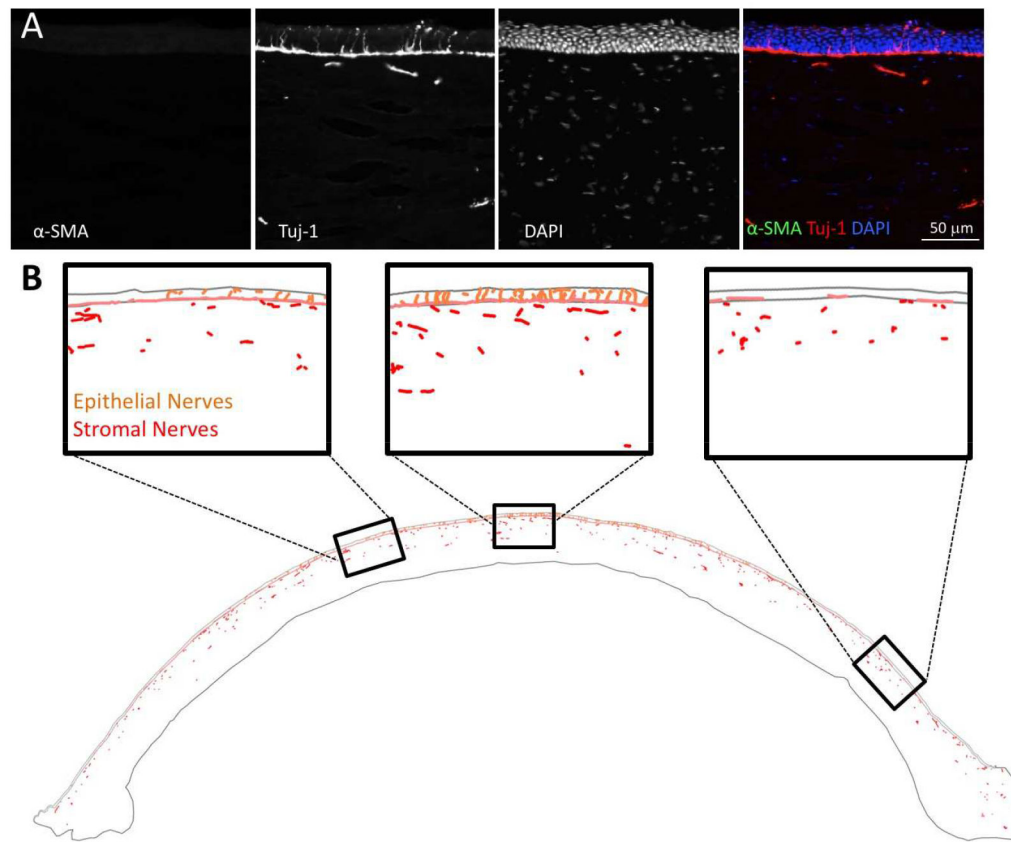 A
α-SMA
Tuj-1
DAPI
α-SMA Tuj-1 DAPI
50 μm
B
Epithelial Nerves
Stromal Nerves